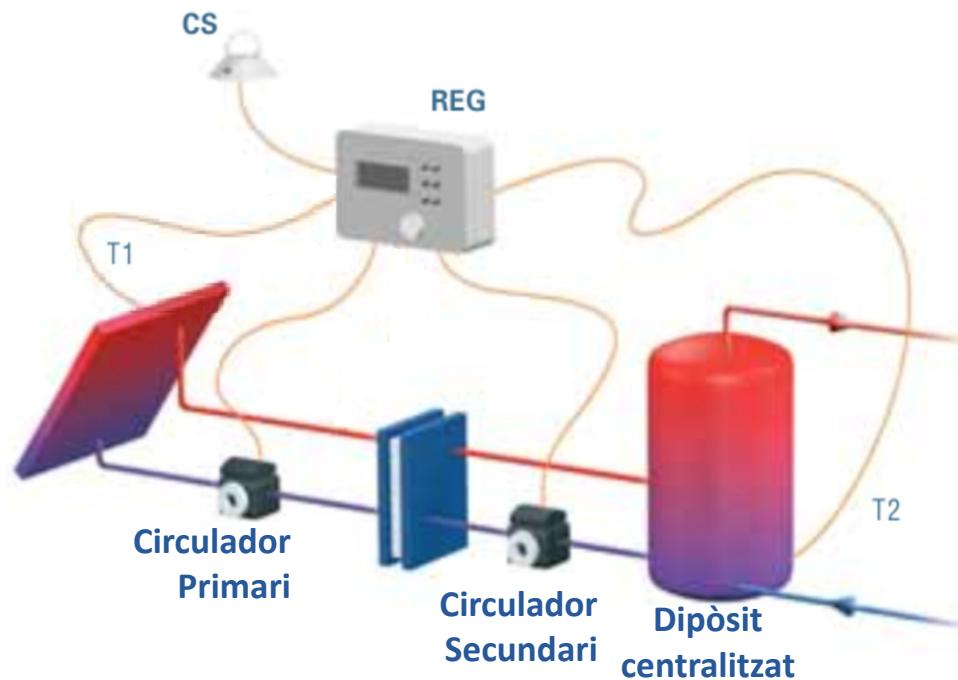 CS
REG
T1
T2
Circulador
Primari
Circulador
Secundari
Dipòsit
centralitzat